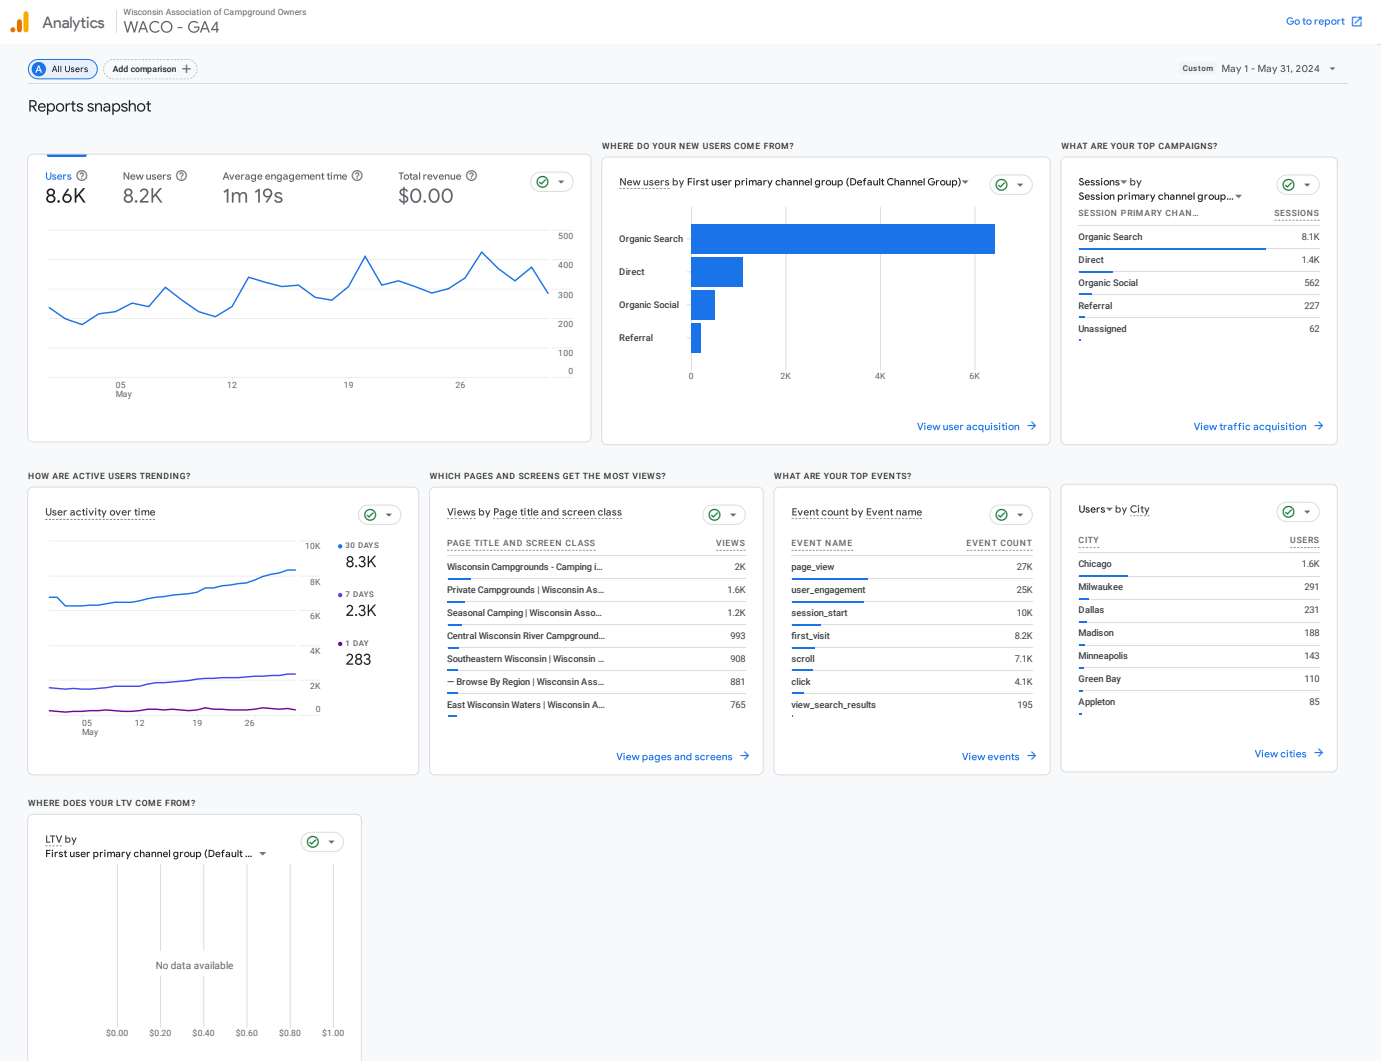 Analytics
Wisconsin Association of Campground Owners
WACO - GA4
Go to report
A All Users
Add comparison
Custom May 1 - May 31, 2024
Reports snapshot
Users
8.6K
New users
8.2K
Average engagement time
1m 19s
Total revenue
$0.00
500
400
300
200
100
0
05
May
12
19
26
WHERE DO YOUR NEW USERS COME FROM?
New users by First user primary channel group (Default Channel Group)
Organic Search
Direct
Organic Social
Referral
0 2K 4K 6K
View user acquisition
WHAT ARE YOUR TOP CAMPAIGNS?
Sessions by
Session primary channel group...
SESSION PRIMARY CHAN... SESSIONS
Organic Search 8.1K
Direct 1.4K
Organic Social 562
Referral 227
Unassigned 62
View traffic acquisition
HOW ARE ACTIVE USERS TRENDING?
User activity over time
10K
8K
6K
4K
2K
0
05
May
12
19
26
30 DAYS
8.3K
7 DAYS
2.3K
1 DAY
283
WHICH PAGES AND SCREENS GET THE MOST VIEWS?
Views by Page title and screen class
PAGE TITLE AND SCREEN CLASS VIEWS
Wisconsin Campgrounds - Camping i... 2K
Private Campgrounds | Wisconsin As... 1.6K
Seasonal Camping | Wisconsin Asso... 1.2K
Central Wisconsin River Campground... 993
Southeastern Wisconsin | Wisconsin ... 908
— Browse By Region | Wisconsin Ass... 881
East Wisconsin Waters | Wisconsin A... 765
View pages and screens
WHAT ARE YOUR TOP EVENTS?
Event count by Event name
EVENT NAME EVENT COUNT
page_view 27K
user_engagement 25K
session_start 10K
first_visit 8.2K
scroll 7.1K
click 4.1K
view_search_results 195
View events
Users by City
CITY USERS
Chicago 1.6K
Milwaukee 291
Dallas 231
Madison 188
Minneapolis 143
Green Bay 110
Appleton 85
View cities
WHERE DOES YOUR LTV COME FROM?
LTV by
First user primary channel group (Default ...
No data available
$0.00 $0.20 $0.40 $0.60 $0.80 $1.00